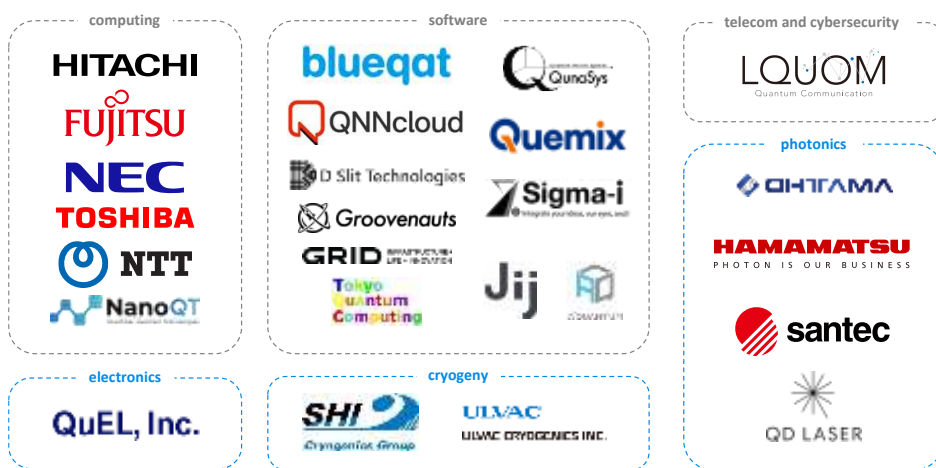 computing
HITACHI
FUJITSU
NEC
TOSHIBA
NTT
NanoQT
software
blueqat
QunaSys
QNNcloud
Quemix
D Slit Technologies
Sigma-i
Groovenauts
GRID
Tokyo
Quantum
Computing
Jij
telecom and cybersecurity
LQUOM
Quantum Communication
photonics
OHTAMA
HAMAMATSU
PHOTON IS OUR BUSINESS
santec
QD LASER
electronics
QuEL, Inc.
cryogeny
SHI
Cryogenics Group
ULVAC
ULVAC CRYOGENICS INC.